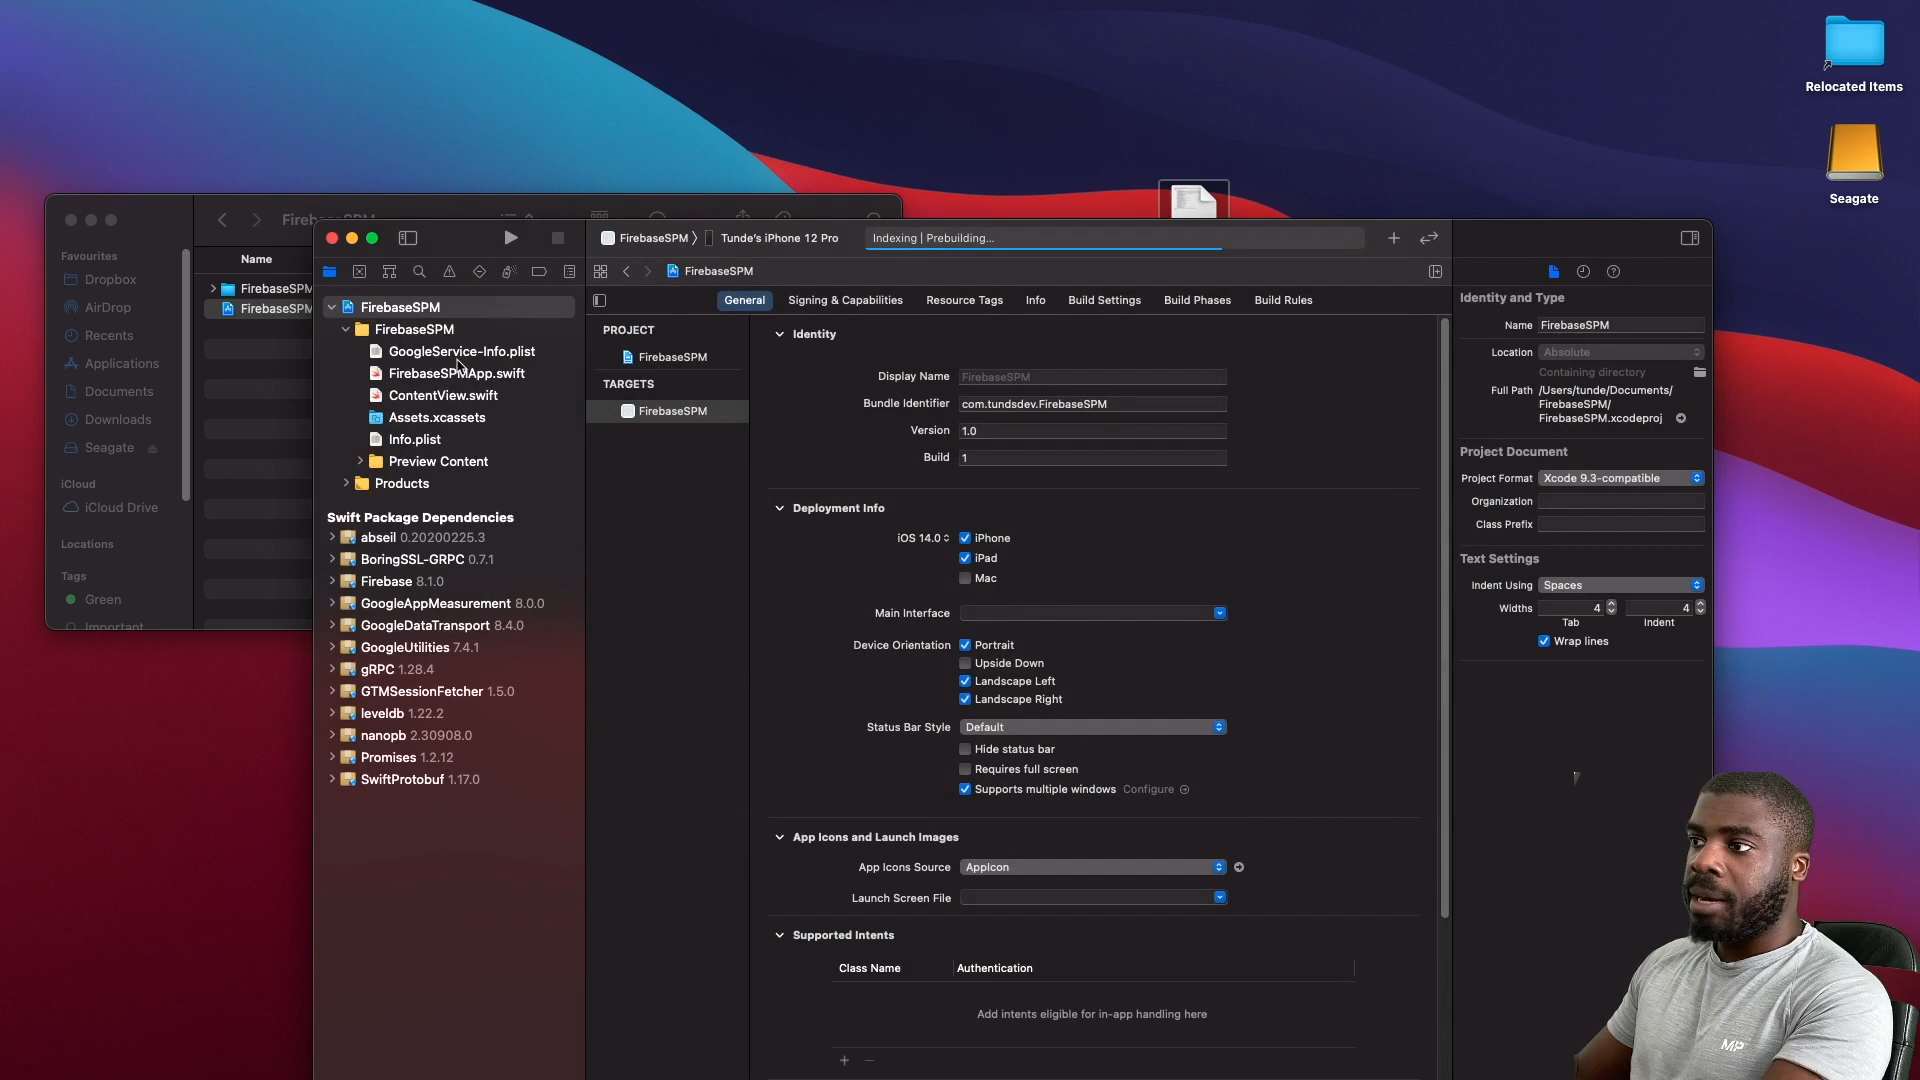 Relocated Items
Seagate
FirebaseSPM
Favourites
Dropbox
AirDrop
Recents
Applications
Documents
Downloads
Seagate
iCloud
iCloud Drive
Locations
Tags
Green
Important
Name
FirebaseSPM
FirebaseSPM
FirebaseSPM
Tunde's iPhone 12 Pro
Indexing | Prebuilding...
FirebaseSPM
FirebaseSPM
FirebaseSPM
GoogleService-Info.plist
FirebaseSPMApp.swift
ContentView.swift
Assets.xcassets
Info.plist
Preview Content
Products
Swift Package Dependencies
abseil 0.20200225.3
BoringSSL-GRPC 0.7.1
Firebase 8.1.0
GoogleAppMeasurement 8.0.0
GoogleDataTransport 8.4.0
GoogleUtilities 7.4.1
gRPC 1.28.4
GTMSessionFetcher 1.5.0
leveldb 1.22.2
nanopb 2.30908.0
Promises 1.2.12
SwiftProtobuf 1.17.0
General
Signing & Capabilities
Resource Tags
Info
Build Settings
Build Phases
Build Rules
PROJECT
FirebaseSPM
TARGETS
FirebaseSPM
Identity
Display Name FirebaseSPM
Bundle Identifier com.tundsdev.FirebaseSPM
Version 1.0
Build 1
Deployment Info
iOS 14.0 iPhone
iPad
Mac
Main Interface
Device Orientation Portrait
Upside Down
Landscape Left
Landscape Right
Status Bar Style Default
Hide status bar
Requires full screen
Supports multiple windows Configure
App Icons and Launch Images
App Icons Source AppIcon
Launch Screen File
Supported Intents
Class Name Authentication
Add intents eligible for in-app handling here
Identity and Type
Name FirebaseSPM
Location Absolute
Containing directory
Full Path /Users/tunde/Documents/
FirebaseSPM/
FirebaseSPM.xcodeproj
Project Document
Project Format Xcode 9.3-compatible
Organization
Class Prefix
Text Settings
Indent Using Spaces
Widths 4 4
Tab Indent
Wrap lines
MP